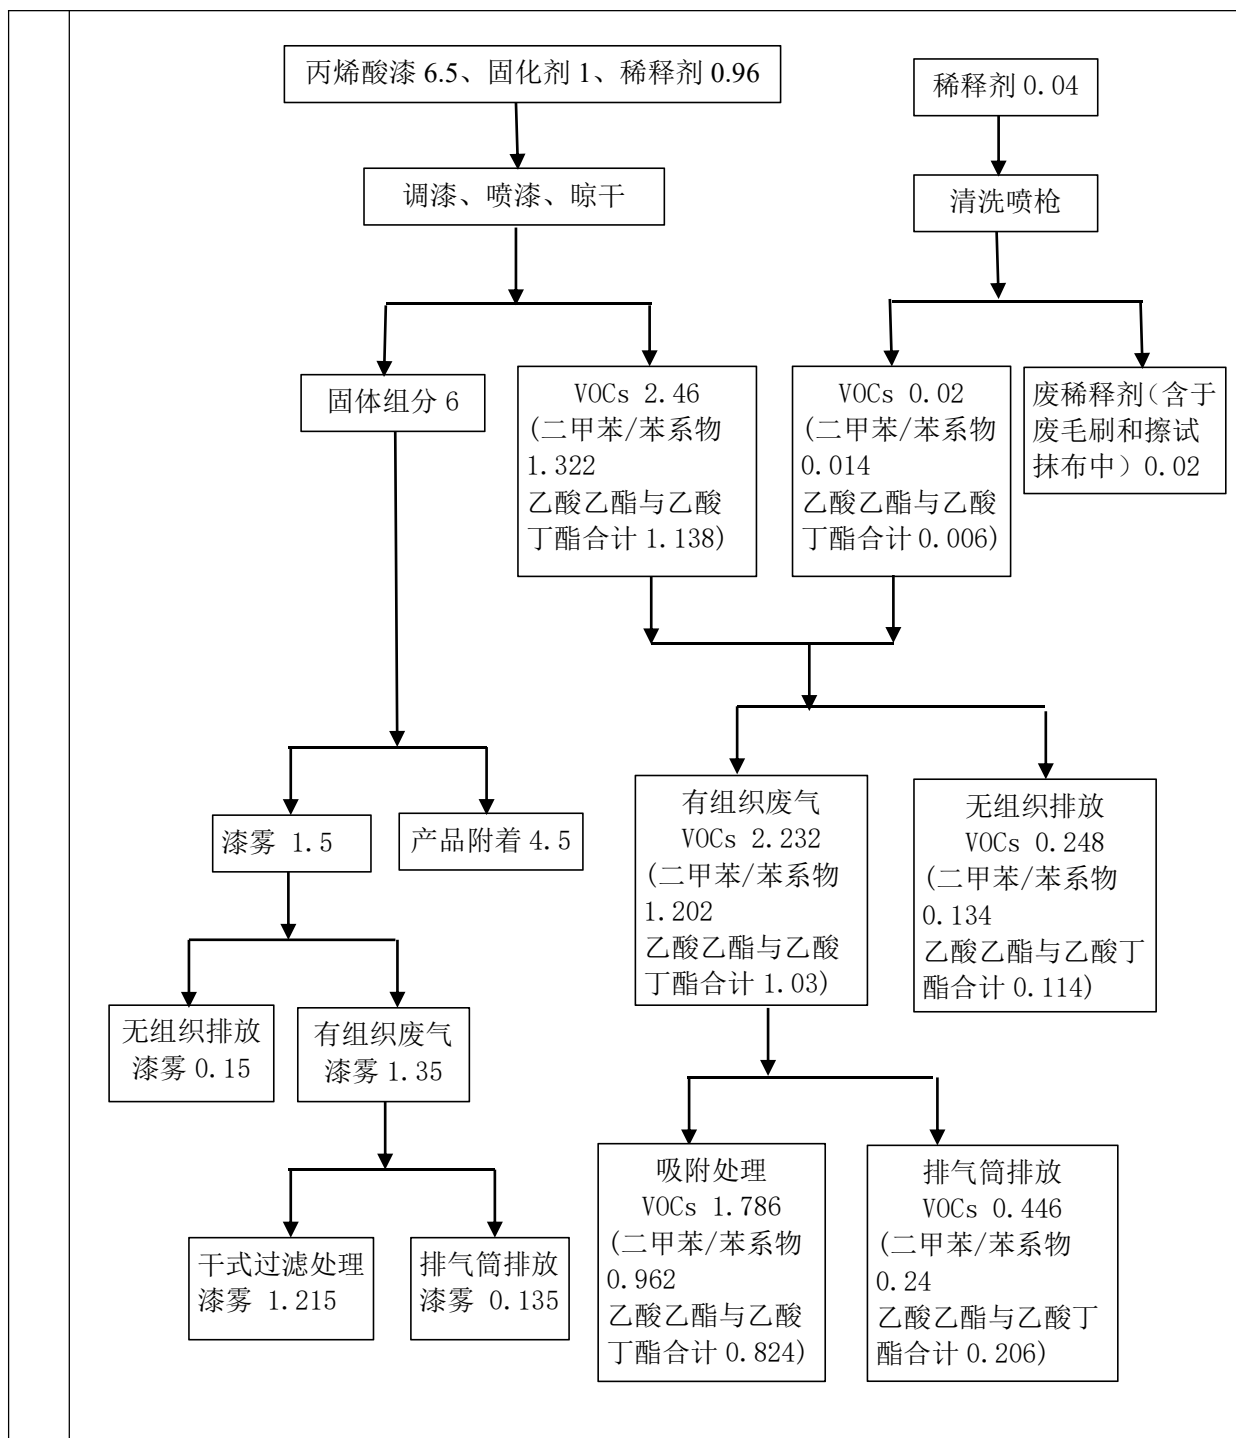 丙烯酸漆 6.5、固化剂 1、稀释剂 0.96
稀释剂 0.04
调漆、喷漆、晾干
清洗喷枪
固体组分 6
VOCs 2.46
(二甲苯/苯系物
1.322
乙酸乙酯与乙酸
丁酯合计 1.138)
VOCs 0.02
(二甲苯/苯系物
0.014
乙酸乙酯与乙酸
丁酯合计 0.006)
废稀释剂（含于
废毛刷和擦试
抹布中）0.02
漆雾 1.5
产品附着 4.5
有组织废气
VOCs 2.232
(二甲苯/苯系物
1.202
乙酸乙酯与乙酸
丁酯合计 1.03)
无组织排放
VOCs 0.248
(二甲苯/苯系物
0.134
乙酸乙酯与乙酸丁
酯合计 0.114)
无组织排放
漆雾 0.15
有组织废气
漆雾 1.35
吸附处理
VOCs 1.786
(二甲苯/苯系物
0.962
乙酸乙酯与乙酸
丁酯合计 0.824)
排气筒排放
VOCs 0.446
(二甲苯/苯系物
0.24
乙酸乙酯与乙酸丁
酯合计 0.206)
干式过滤处理
漆雾 1.215
排气筒排放
漆雾 0.135